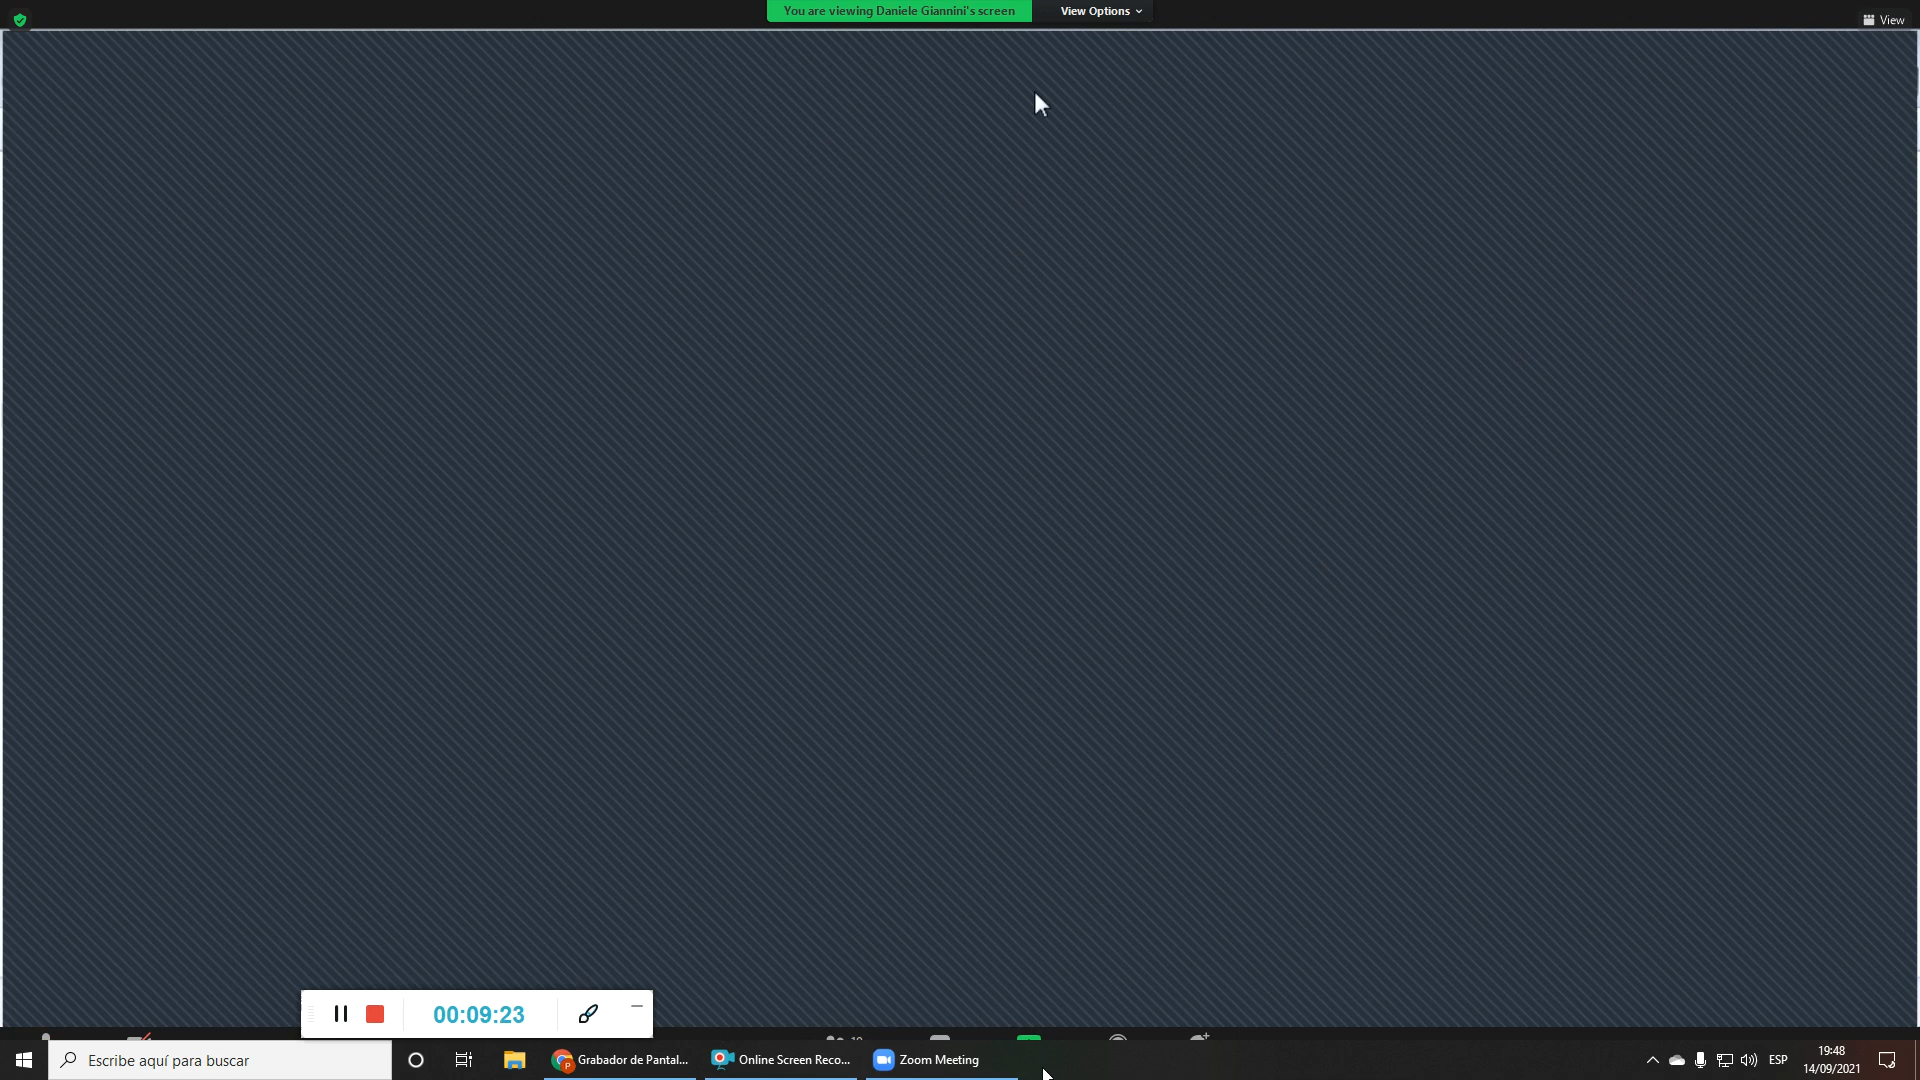 You are viewing Daniele Giannini's screen
View Options
View
00:09:23
Escribe aquí para buscar
Grabador de Pantal...
Online Screen Reco...
Zoom Meeting
ESP
19:48
14/09/2021